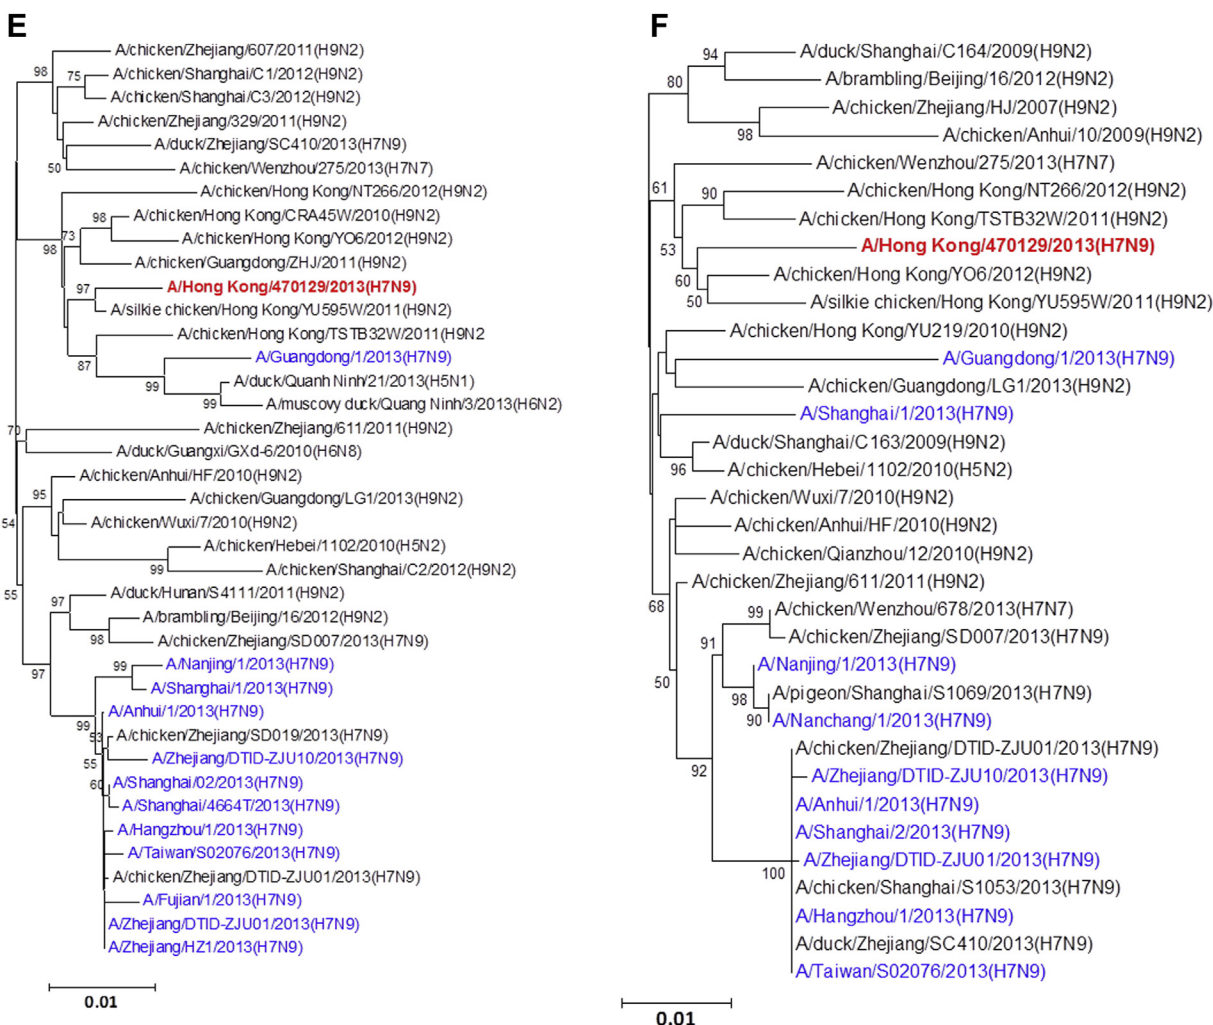 E
A/chicken/Zhejiang/607/2011(H9N2)
98
75
A/chicken/Shanghai/C1/2012(H9N2)
A/chicken/Shanghai/C3/2012(H9N2)
A/chicken/Zhejiang/329/2011(H9N2)
A/duck/Zhejiang/SC410/2013(H7N9)
50
A/chicken/Wenzhou/275/2013(H7N7)
A/chicken/Hong Kong/NT266/2012(H9N2)
98
A/chicken/Hong Kong/CRA45W/2010(H9N2)
73
98
A/chicken/Hong Kong/YO6/2012(H9N2)
A/chicken/Guangdong/ZHJ/2011(H9N2)
97
A/Hong Kong/470129/2013(H7N9)
A/silkie chicken/Hong Kong/YU595W/2011(H9N2)
A/chicken/Hong Kong/TSTB32W/2011(H9N2
87
A/Guangdong/1/2013(H7N9)
99
A/duck/Quanh Ninh/21/2013(H5N1)
99
A/muscovy duck/Quang Ninh/3/2013(H6N2)
70
A/chicken/Zhejiang/611/2011(H9N2)
A/duck/Guangxi/GXd-6/2010(H6N8)
A/chicken/Anhui/HF/2010(H9N2)
95
A/chicken/Guangdong/LG1/2013(H9N2)
54
A/chicken/Wuxi/7/2010(H9N2)
A/chicken/Hebei/1102/2010(H5N2)
99
A/chicken/Shanghai/C2/2012(H9N2)
55
A/duck/Hunan/S4111/2011(H9N2)
97
A/brambling/Beijing/16/2012(H9N2)
98
A/chicken/Zhejiang/SD007/2013(H7N9)
97
99
A/Nanjing/1/2013(H7N9)
A/Shanghai/1/2013(H7N9)
A/Anhui/1/2013(H7N9)
99
53
A/chicken/Zhejiang/SD019/2013(H7N9)
55
A/Zhejiang/DTID-ZJU10/2013(H7N9)
60
A/Shanghai/02/2013(H7N9)
A/Shanghai/4664T/2013(H7N9)
A/Hangzhou/1/2013(H7N9)
A/Taiwan/S02076/2013(H7N9)
A/chicken/Zhejiang/DTID-ZJU01/2013(H7N9)
A/Fujian/1/2013(H7N9)
A/Zhejiang/DTID-ZJU01/2013(H7N9)
A/Zhejiang/HZ1/2013(H7N9)
0.01
F
94
A/duck/Shanghai/C164/2009(H9N2)
80
A/brambling/Beijing/16/2012(H9N2)
A/chicken/Zhejiang/HJ/2007(H9N2)
98
A/chicken/Anhui/10/2009(H9N2)
A/chicken/Wenzhou/275/2013(H7N7)
61
90
A/chicken/Hong Kong/NT266/2012(H9N2)
A/chicken/Hong Kong/TSTB32W/2011(H9N2)
53
A/Hong Kong/470129/2013(H7N9)
60
A/chicken/Hong Kong/YO6/2012(H9N2)
50
A/silkie chicken/Hong Kong/YU595W/2011(H9N2)
A/chicken/Hong Kong/YU219/2010(H9N2)
A/Guangdong/1/2013(H7N9)
A/chicken/Guangdong/LG1/2013(H9N2)
A/Shanghai/1/2013(H7N9)
A/duck/Shanghai/C163/2009(H9N2)
96
A/chicken/Hebei/1102/2010(H5N2)
A/chicken/Wuxi/7/2010(H9N2)
A/chicken/Anhui/HF/2010(H9N2)
A/chicken/Qianzhou/12/2010(H9N2)
A/chicken/Zhejiang/611/2011(H9N2)
68
99
A/chicken/Wenzhou/678/2013(H7N7)
91
A/chicken/Zhejiang/SD007/2013(H7N9)
A/Nanjing/1/2013(H7N9)
50
98
A/pigeon/Shanghai/S1069/2013(H7N9)
90
A/Nanchang/1/2013(H7N9)
A/chicken/Zhejiang/DTID-ZJU01/2013(H7N9)
92
A/Zhejiang/DTID-ZJU10/2013(H7N9)
A/Anhui/1/2013(H7N9)
A/Shanghai/2/2013(H7N9)
A/Zhejiang/DTID-ZJU01/2013(H7N9)
100
A/chicken/Shanghai/S1053/2013(H7N9)
A/Hangzhou/1/2013(H7N9)
A/duck/Zhejiang/SC410/2013(H7N9)
A/Taiwan/S02076/2013(H7N9)
0.01